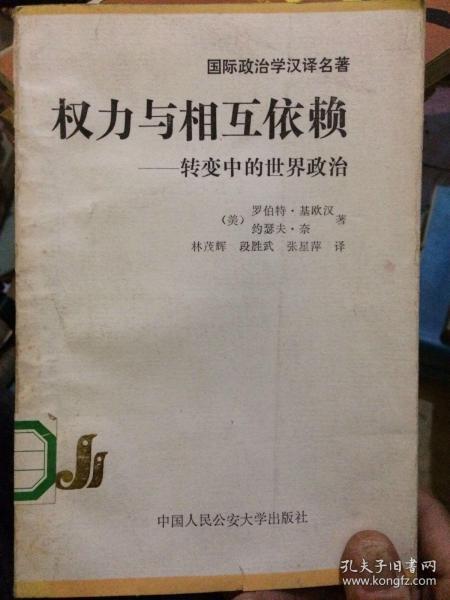 国际政治学汉译名著
权力与相互依赖
——转变中的世界政治
（美）罗伯特·基欧汉
约瑟夫·奈 著
林茂辉 段胜武 张星萍 译
中国人民公安大学出版社
孔夫子旧书网
www.kongfz.com